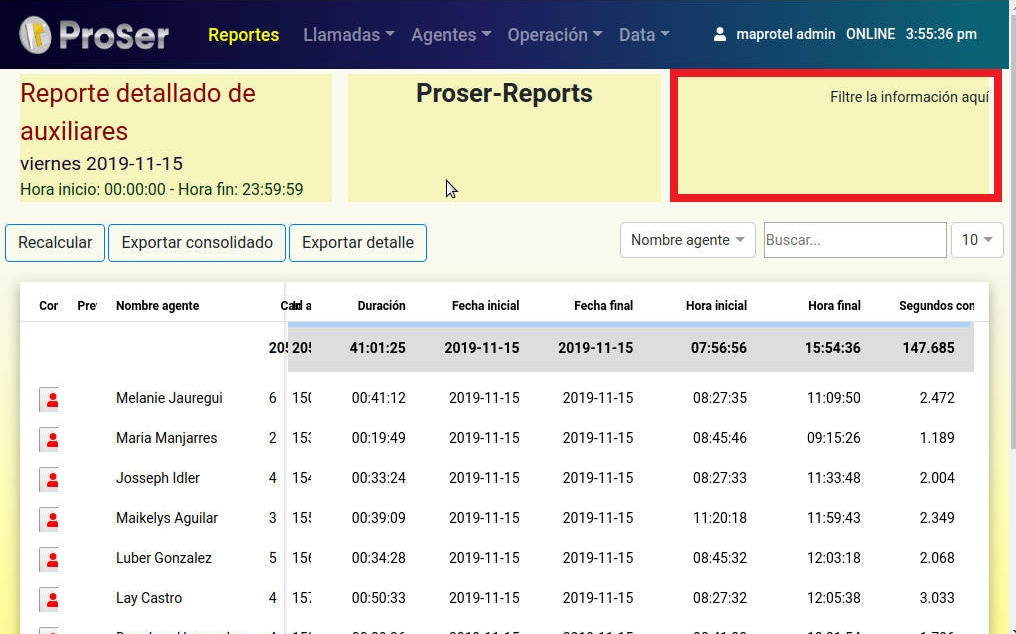 ProSer Reportes Llamadas Agentes Operación Data maprotel admin ONLINE 3:55:36 pm
Reporte detallado de
auxiliares
viernes 2019-11-15
Hora inicio: 00:00:00 - Hora fin: 23:59:59
Proser-Reports
Filtre la información aquí
Recalcular Exportar consolidado Exportar detalle Nombre agente Buscar... 10
Cor Pre Nombre agente Duración Fecha inicial Fecha final Hora inicial Hora final Segundos con
205 205 41:01:25 2019-11-15 2019-11-15 07:56:56 15:54:36 147.685
Melanie Jauregui 6 150 00:41:12 2019-11-15 2019-11-15 08:27:35 11:09:50 2.472
Maria Manjarres 2 153 00:19:49 2019-11-15 2019-11-15 08:45:46 09:15:26 1.189
Josseph Idler 4 154 00:33:24 2019-11-15 2019-11-15 08:27:33 11:33:48 2.004
Maikelys Aguilar 3 155 00:39:09 2019-11-15 2019-11-15 11:20:18 11:59:43 2.349
Luber Gonzalez 5 156 00:34:28 2019-11-15 2019-11-15 08:45:32 12:03:18 2.068
Lay Castro 4 157 00:50:33 2019-11-15 2019-11-15 08:27:32 12:05:38 3.033